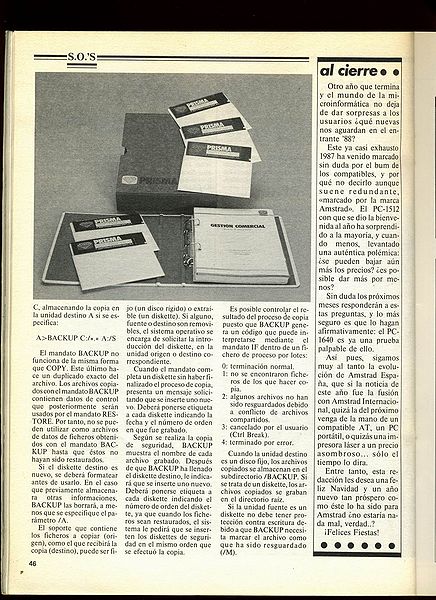 S.O.'S
PRISMA
PRISMA
PRISMA
PRISMA
PRISMA
PRISMA
GESTION COMERCIAL
C, almacenando la copia en
la unidad destino A si se es-
pecifica:
A>BACKUP C:/*.* A:/S
El mandato BACKUP no
funciona de la misma forma
que COPY. Este último ha-
ce un duplicado exacto del
archivo. Los archivos copia-
dos con el mandato BACKUP
contienen datos de control
que posteriormente serán
usados por el mandato RES-
TORE. Por tanto, no se pue-
den utilizar como archivos
de datos de ficheros obteni-
dos con el mandato BAC-
KUP hasta que éstos no
hayan sido restaurados.
Si el diskette destino es
nuevo, se deberá formatear
antes de usarlo. En el caso
que previamente almacena-
ra otras informaciones,
BACKUP las borrará, a me-
nos que se especifique el pa-
rámetro /A.
El soporte que contiene
los ficheros a copiar (ori-
gen), como el que recibirá la
copia (destino), puede ser fi-
jo (un disco rígido) o extraí-
ble (un diskette). Si alguno,
fuente o destino son removi-
bles, el sistema operativo se
encarga de solicitar la intro-
ducción del diskette, en la
unidad origen o destino co-
rrespondiente.
Cuando el mandato com-
pleta un diskette sin haber fi-
nalizado el proceso de copia,
presenta un mensaje solici-
tando que se inserte uno nue-
vo. Deberá ponerse etiqueta
a cada diskette indicando la
fecha y el número de orden
en que fue grabado.
Según se realiza la copia
de seguridad, BACKUP
muestra el nombre de cada
archivo grabado. Después
de que BACKUP ha llenado
el diskette destino, le indica-
rá que se inserte uno nuevo.
Deberá ponerse etiqueta a
cada diskette indicando el
número de orden del disket-
te, ya que cuando los fiche-
ros sean restaurados, el sis-
tema le pedirá que se inser-
ten los diskettes de seguri-
dad en el mismo orden que
se efectuó la copia.
Es posible controlar el re-
sultado del proceso de copia
puesto que BACKUP gene-
ra un código que puede in-
terpretarse mediante el
mandato IF dentro de un fi-
chero de proceso por lotes:
0: terminación normal.
1: no se encontraron fiche-
ros de los que hacer co-
pia.
2: algunos archivos no han
sido resguardados debido
a conflicto de archivos
compartidos.
3: cancelado por el usuario
(Ctrl Break).
4: terminado por error.
Cuando la unidad destino
es un disco fijo, los archivos
copiados se almacenan en el
subdirectorio /BACKUP. Si
se trata de un diskette, los ar-
chivos copiados se graban
en el directorio raíz.
Si la unidad fuente es un
diskette no debe tener pro-
tección contra escritura de-
bido a que BACKUP necesi-
ta marcar el archivo como
que ha sido resguardado
(/M).
al cierre
Otro año que termina
y el mundo de la mi-
croinformática no deja
de dar sorpresas a los
usuarios ¿qué nuevas
nos aguardan en el en-
trante '88?
Este ya casi exhausto
1987 ha venido marcado
sin duda por el bum de
los compatibles, y por
qué no decirlo aunque
suene redundante,
«marcado por la marca
Amstrad». El PC-1512
con que se dio la bienve-
nida al año ha sorprendi-
do a la mayoría, y cuan-
do menos, levantado
una auténtica polémica:
¿se pueden bajar aún
más los precios? ¿es po-
sible dar más por me-
nos?
Sin duda los próximos
meses responderán a es-
tas preguntas, y lo más
seguro es que lo hagan
afirmativamente: el PC-
1640 es ya una prueba
palpable de ello.
Así pues, sigamos
muy al tanto la evolu-
ción de Amstrad Espa-
ña, que si la noticia de
este año fue la fusión
con Amstrad Internacio-
nal, quizá la del próximo
venga de la mano de un
compatible AT, un PC
portátil, o quizás una im-
presora láser a un precio
asombroso... sólo el
tiempo lo dira.
Entre tanto, esta re-
dacción les desea una fe-
liz Navidad y un año
nuevo tan próspero co-
mo éste lo ha sido para
Amstrad ¿no estaría na-
da mal, verdad..?
¡Felices Fiestas!
46